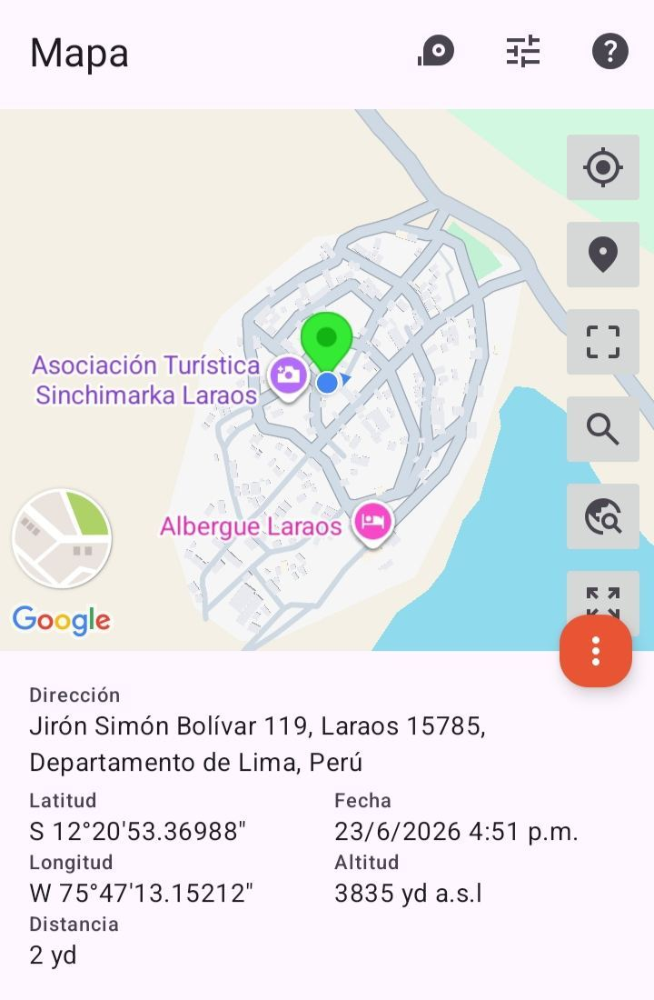 Mapa
Asociación Turística
Sinchimarka Laraos
Albergue Laraos
Google
Dirección
Jirón Simón Bolívar 119, Laraos 15785,
Departamento de Lima, Perú
Latitud
S 12°20'53.36988"
Fecha
23/6/2026 4:51 p.m.
Longitud
W 75°47'13.15212"
Altitud
3835 yd a.s.l
Distancia
2 yd